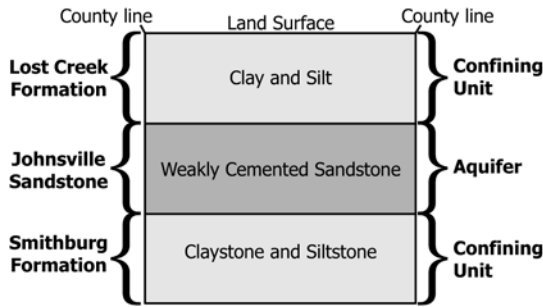 County line
Land Surface
County line
Lost Creek
Formation
Clay and Silt
Confining
Unit
Johnsville
Sandstone
Weakly Cemented Sandstone
Aquifer
Smithburg
Formation
Claystone and Siltstone
Confining
Unit